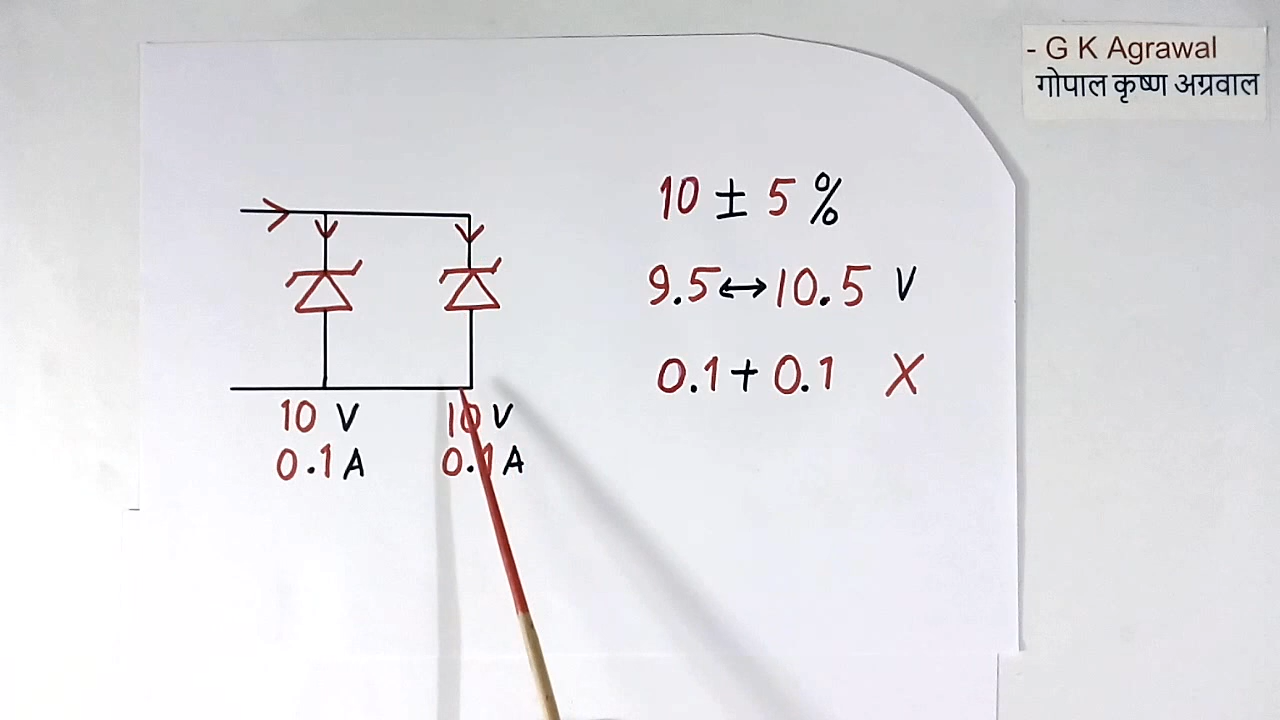 - G K Agrawal
गोपाल कृष्ण अग्रवाल
10 ± 5 %
9.5↔10.5 V
0.1+0.1 X
10 V
0.1 A
10 V
0.1 A